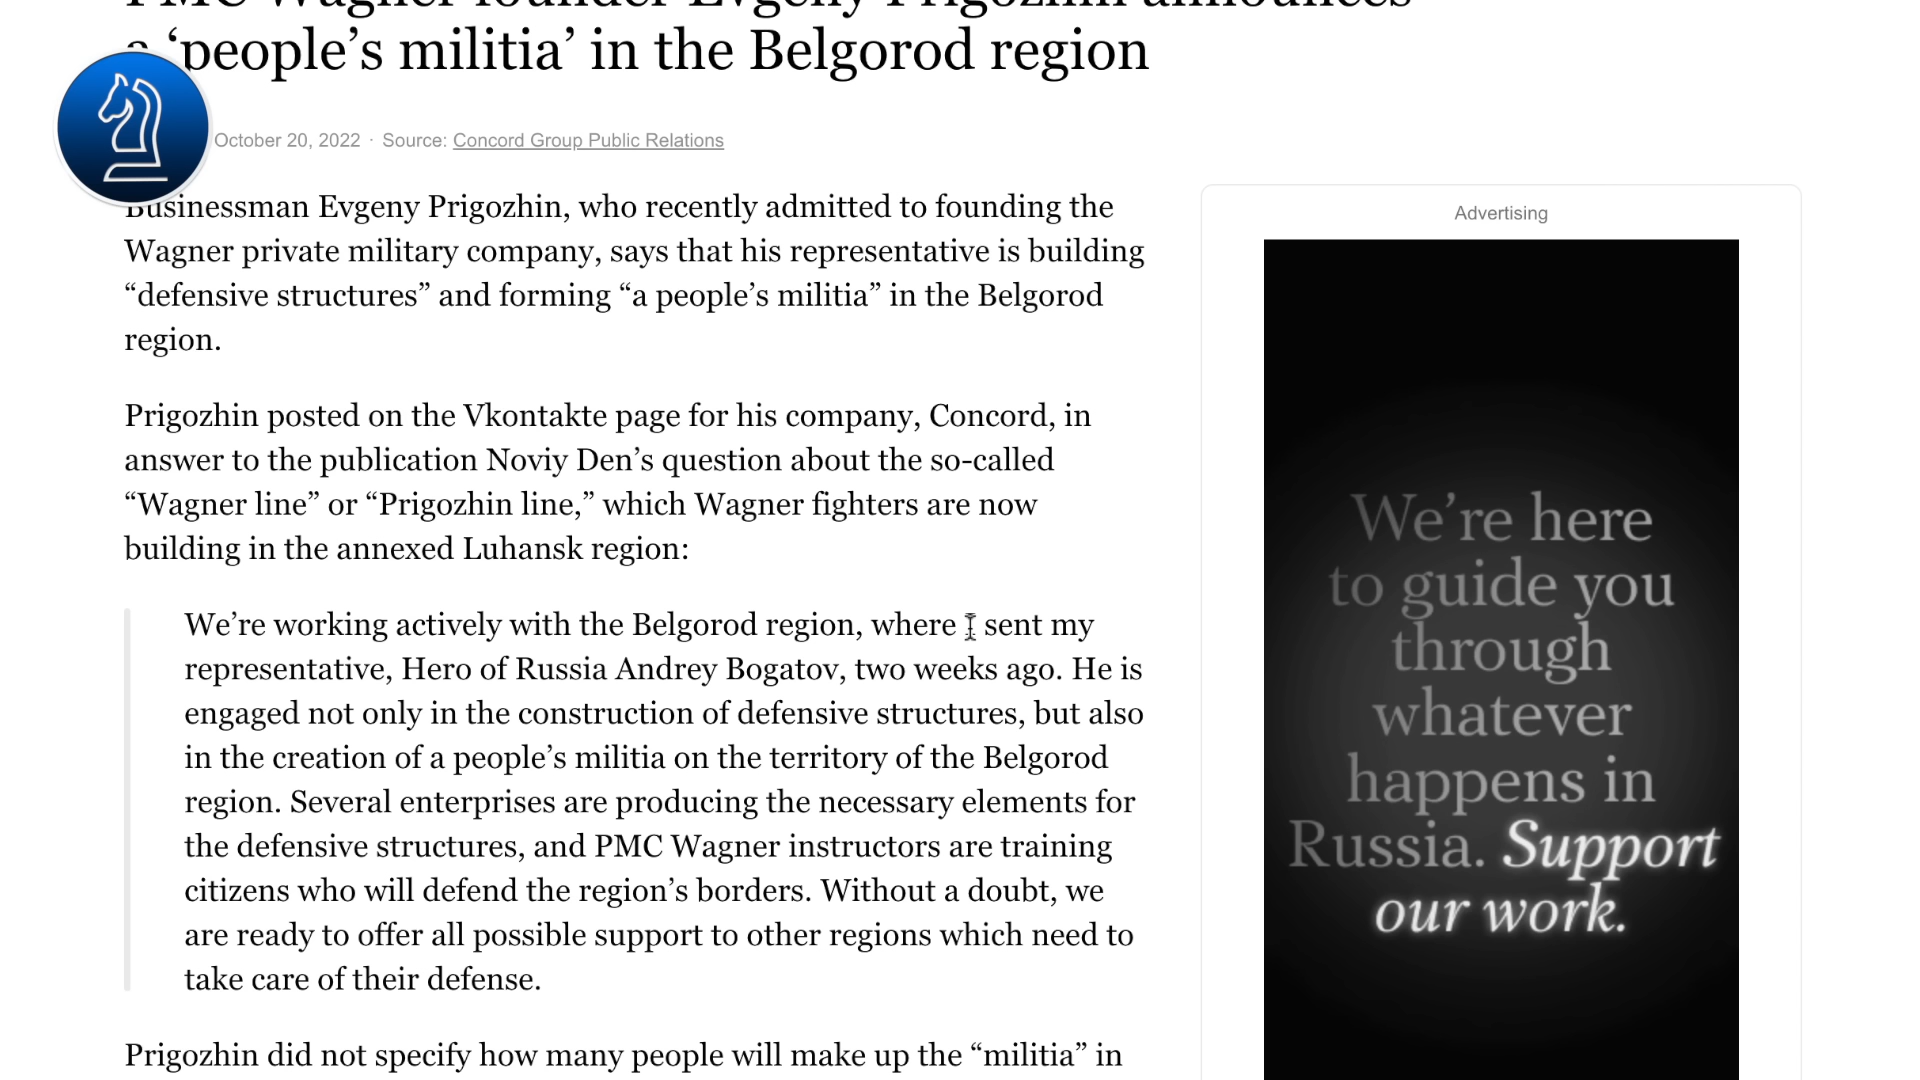 PMC Wagner founder Evgeny Prigozhin announces
a ‘people’s militia’ in the Belgorod region
October 20, 2022 · Source: Concord Group Public Relations
Businessman Evgeny Prigozhin, who recently admitted to founding the
Wagner private military company, says that his representative is building
“defensive structures” and forming “a people’s militia” in the Belgorod
region.
Prigozhin posted on the Vkontakte page for his company, Concord, in
answer to the publication Noviy Den’s question about the so-called
“Wagner line” or “Prigozhin line,” which Wagner fighters are now
building in the annexed Luhansk region:
We’re working actively with the Belgorod region, where I sent my
representative, Hero of Russia Andrey Bogatov, two weeks ago. He is
engaged not only in the construction of defensive structures, but also
in the creation of a people’s militia on the territory of the Belgorod
region. Several enterprises are producing the necessary elements for
the defensive structures, and PMC Wagner instructors are training
citizens who will defend the region’s borders. Without a doubt, we
are ready to offer all possible support to other regions which need to
take care of their defense.
Prigozhin did not specify how many people will make up the “militia” in
Advertising
We’re here
to guide you
through
whatever
happens in
Russia. Support
our work.